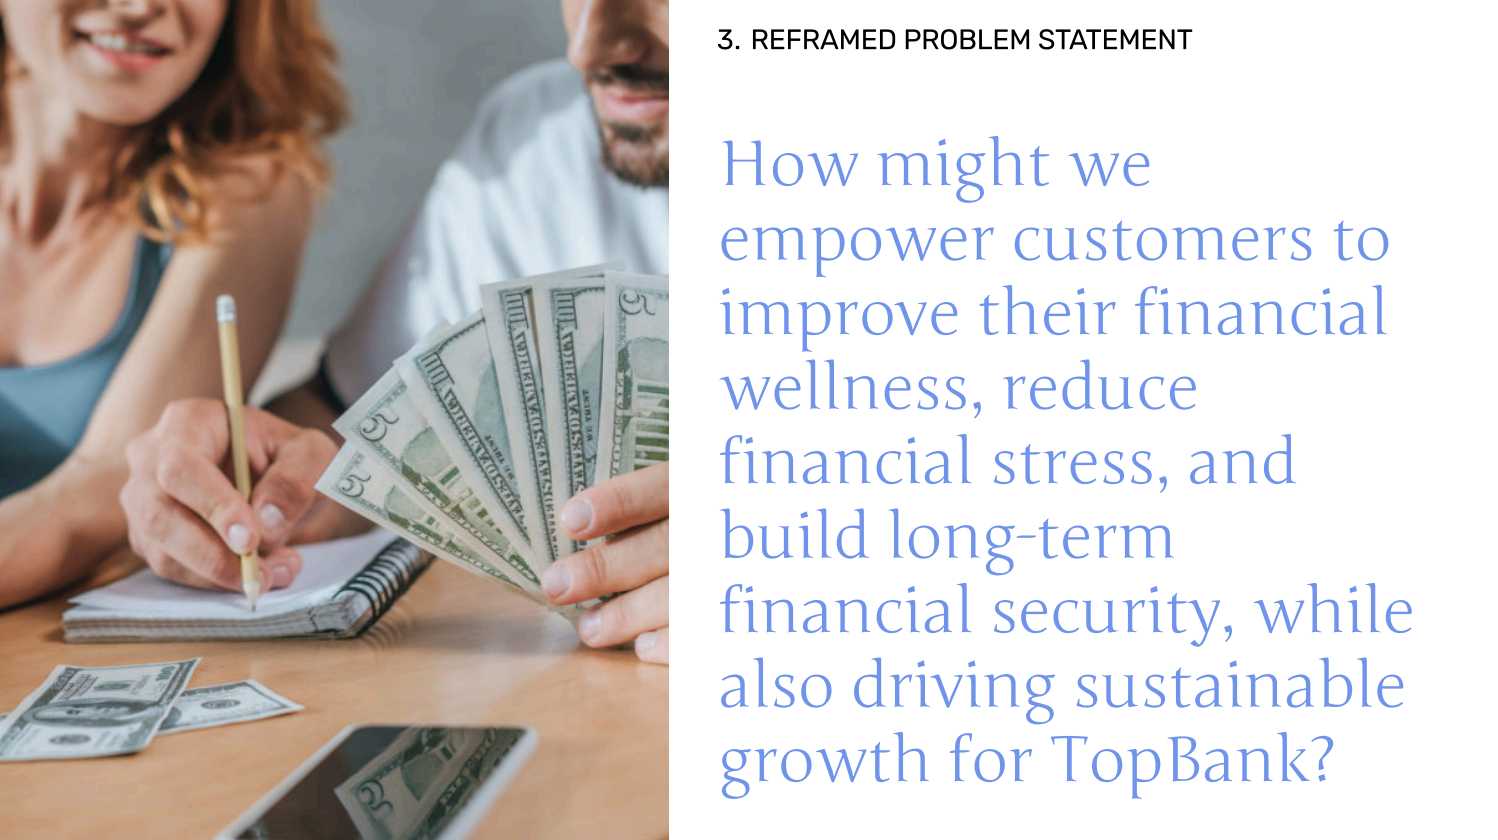 3. REFRAMED PROBLEM STATEMENT
How might we
empower customers to
improve their financial
wellness, reduce
financial stress, and
build long-term
financial security, while
also driving sustainable
growth for TopBank?